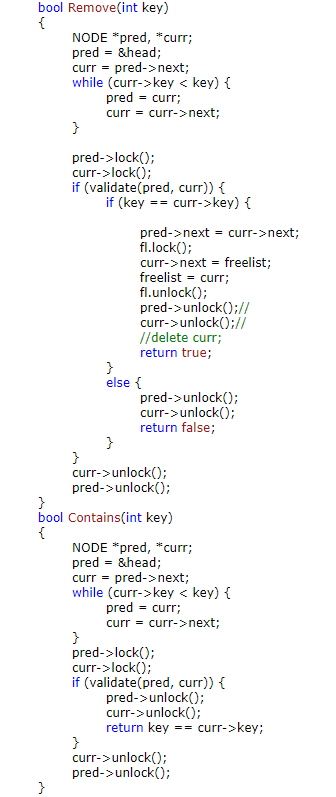 bool Remove(int key)
{
NODE *pred, *curr;
pred = &head;
curr = pred->next;
while (curr->key < key) {
pred = curr;
curr = curr->next;
}
pred->lock();
curr->lock();
if (validate(pred, curr)) {
if (key == curr->key) {
pred->next = curr->next;
fl.lock();
curr->next = freelist;
freelist = curr;
fl.unlock();
pred->unlock();//
curr->unlock();//
//delete curr;
return true;
}
else {
pred->unlock();
curr->unlock();
return false;
}
}
curr->unlock();
pred->unlock();
}
bool Contains(int key)
{
NODE *pred, *curr;
pred = &head;
curr = pred->next;
while (curr->key < key) {
pred = curr;
curr = curr->next;
}
pred->lock();
curr->lock();
if (validate(pred, curr)) {
pred->unlock();
curr->unlock();
return key == curr->key;
}
curr->unlock();
pred->unlock();
}